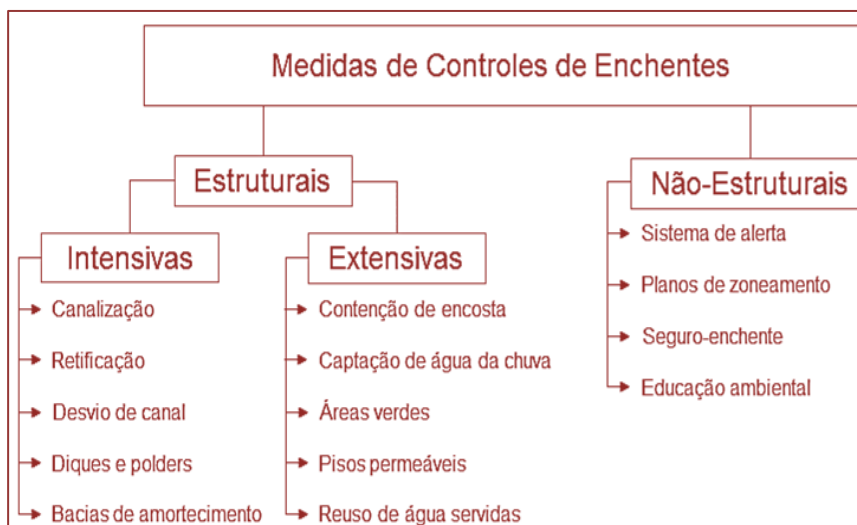 Medidas de Controles de Enchentes
Estruturais
Não-Estruturais
Intensivas
Canalização
Retificação
Desvio de canal
Diques e polders
Bacias de amortecimento
Extensivas
Contenção de encosta
Captação de água da chuva
Áreas verdes
Pisos permeáveis
Reuso de água servidas
Sistema de alerta
Planos de zoneamento
Seguro-enchente
Educação ambiental